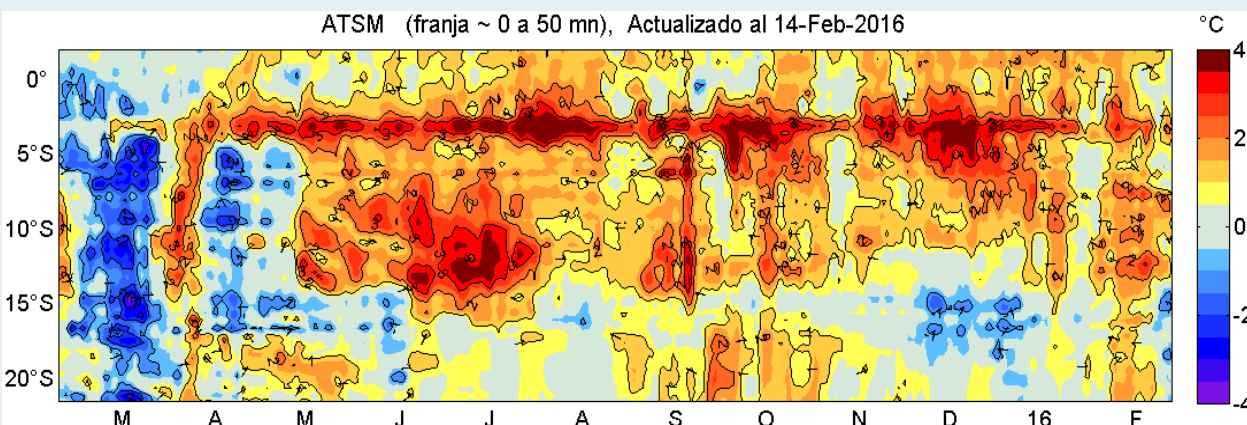 ATSM (franja ~ 0 a 50 mn), Actualizado al 14-Feb-2016
°C
0°
5°S
10°S
15°S
20°S
4
2
0
-2
-4
M A M J J A S O N D 16 F